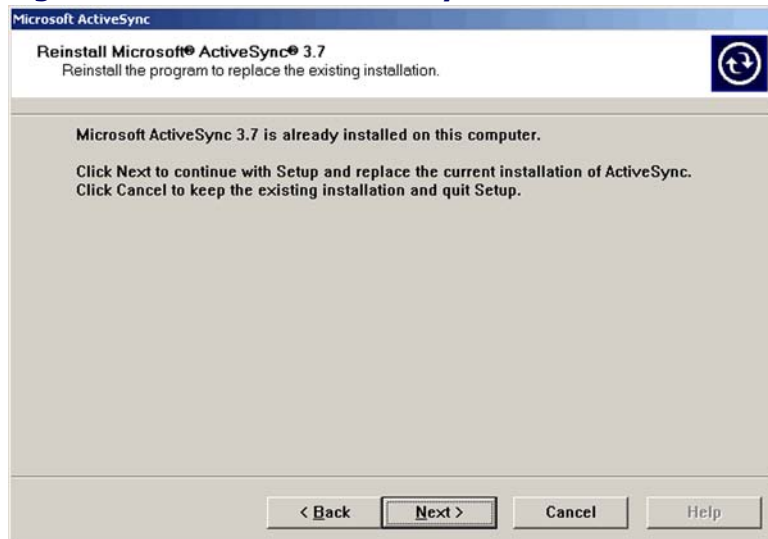 Microsoft ActiveSync
Reinstall Microsoft® ActiveSync® 3.7
Reinstall the program to replace the existing installation.
Microsoft ActiveSync 3.7 is already installed on this computer.
Click Next to continue with Setup and replace the current installation of ActiveSync.
Click Cancel to keep the existing installation and quit Setup.
< Back Next > Cancel Help